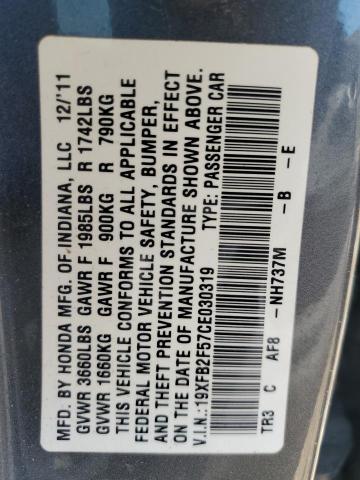 MFD. BY HONDA MFG. OF INDIANA, LLC 12/'11
GVWR 3660LBS GAWR F 1985LBS R 1742LBS
GVWR 1660KG GAWR F 900KG R 790KG
THIS VEHICLE CONFORMS TO ALL APPLICABLE
FEDERAL MOTOR VEHICLE SAFETY, BUMPER,
AND THEFT PREVENTION STANDARDS IN EFFECT
ON THE DATE OF MANUFACTURE SHOWN ABOVE.
V.I.N.:19XFB2F57CE030319 TYPE: PASSENGER CAR
TR3 C AF8 -NH737M -B -E